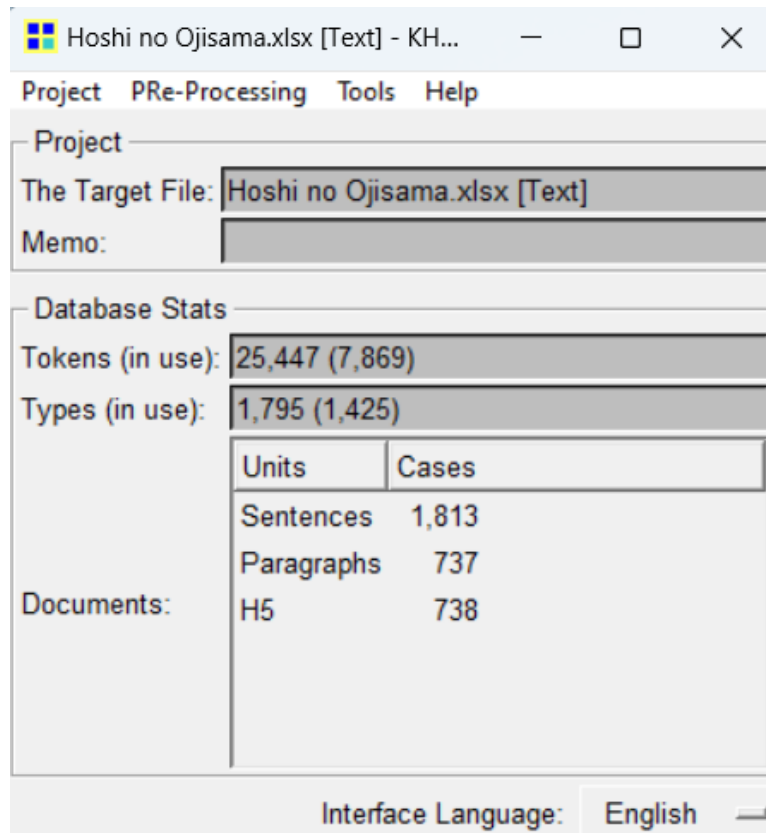 Hoshi no Ojisama.xlsx [Text] - KH...
Project PRe-Processing Tools Help
Project
The Target File: Hoshi no Ojisama.xlsx [Text]
Memo:
Database Stats
Tokens (in use): 25,447 (7,869)
Types (in use): 1,795 (1,425)
Units Cases
Sentences 1,813
Paragraphs 737
Documents: H5 738
Interface Language: English